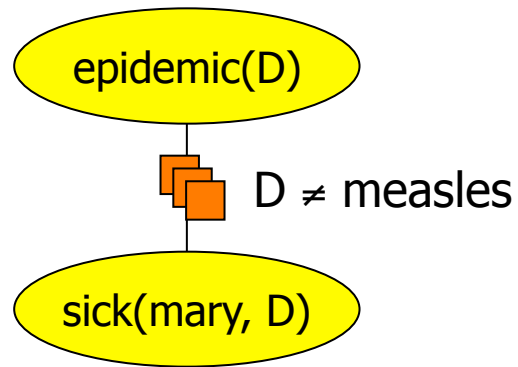 epidemic(D)
D ≠ measles
sick(mary, D)